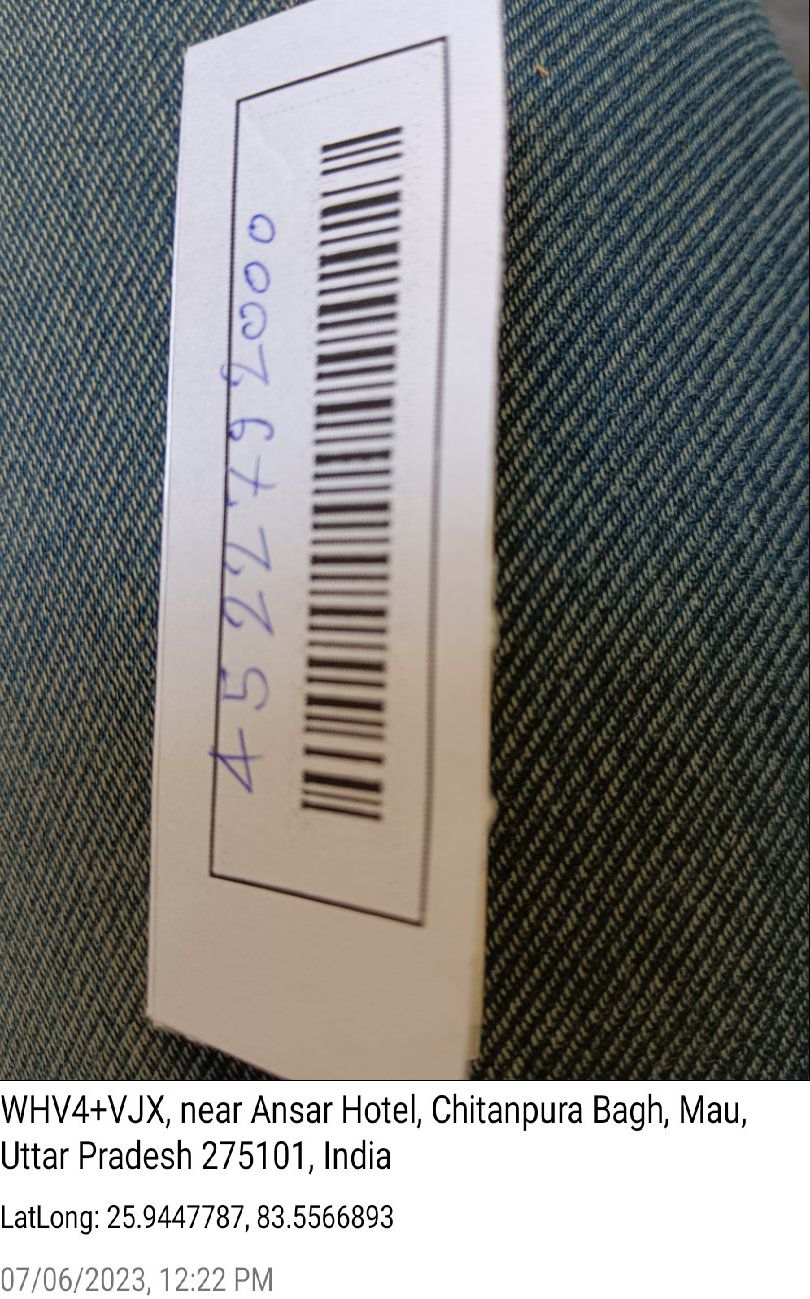 4522792000
WHV4+VJX, near Ansar Hotel, Chitanpura Bagh, Mau,
Uttar Pradesh 275101, India
LatLong: 25.9447787, 83.5566893
07/06/2023, 12:22 PM